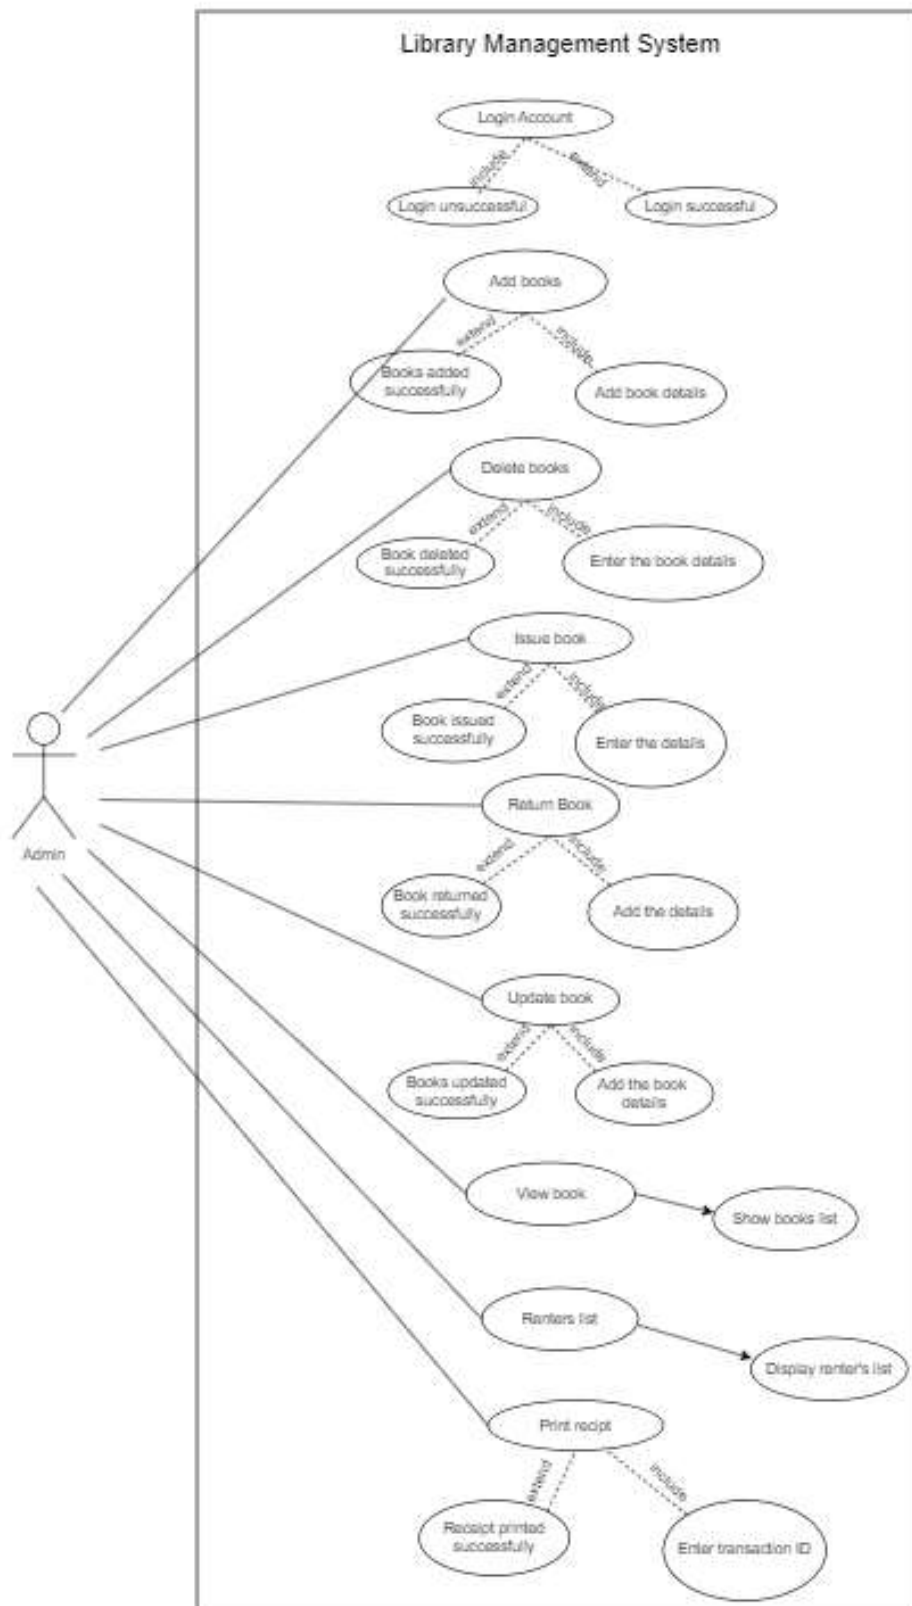 Library Management System
Login Account
include
extend
Login unsuccessful
Login successful
Add books
extend
include
Books added
successfully
Add book details
Delete books
extend
include
Book deleted
successfully
Enter the book details
Issue book
extend
include
Book issued
successfully
Enter the details
Return Book
extend
include
Book returned
successfully
Add the details
Admin
Update book
extend
include
Books updated
successfully
Add the book
details
View book
Show books list
Renters list
Display renter's list
Print recipt
extend
include
Receipt printed
successfully
Enter transaction ID